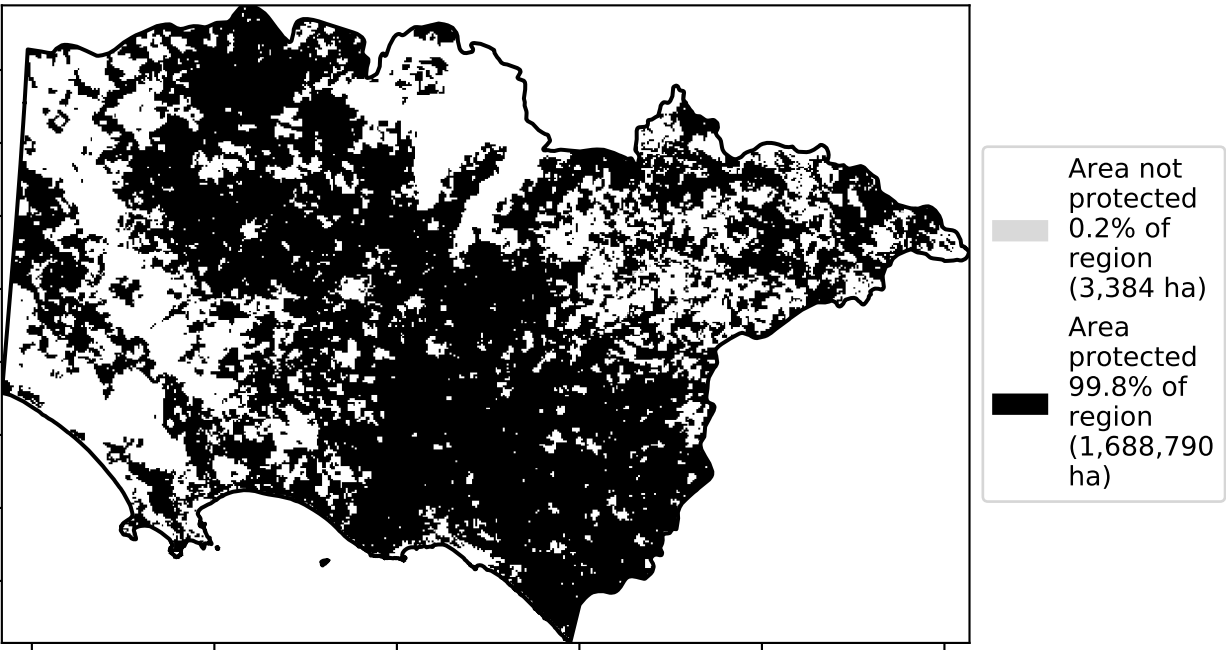 Area not
protected
0.2% of
region
(3,384 ha)
Area
protected
99.8% of
region
(1,688,790
ha)